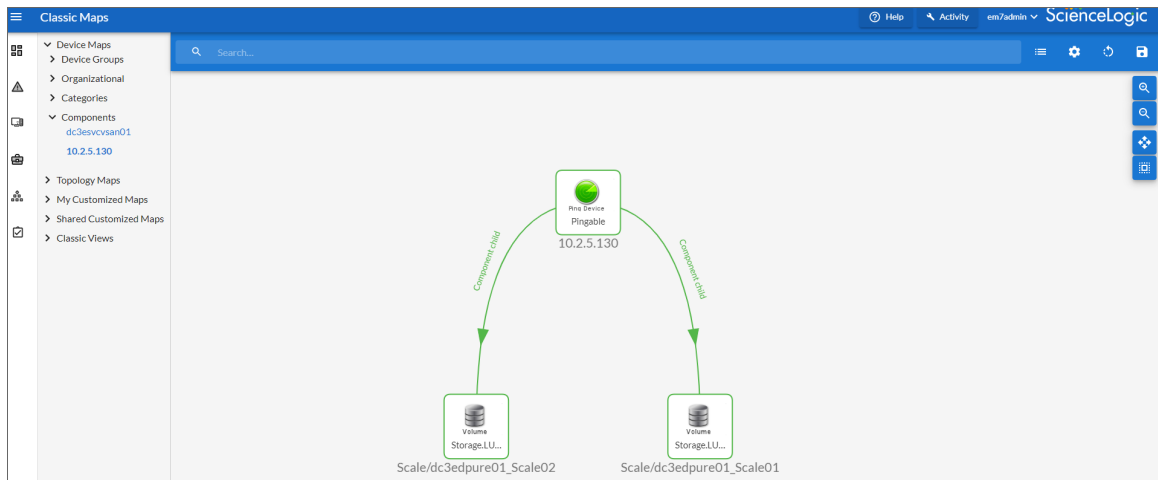 Classic Maps
Help
Activity
em7admin
ScienceLogic
Device Maps
Device Groups
Organizational
Categories
Components
dc3esvcvsan01
10.2.5.130
Topology Maps
My Customized Maps
Shared Customized Maps
Classic Views
Search...
Ping Device
Pingable
10.2.5.130
Component child
Component child
Volume
Storage.LU...
Scale/dc3edpure01_Scale02
Volume
Storage.LU...
Scale/dc3edpure01_Scale01